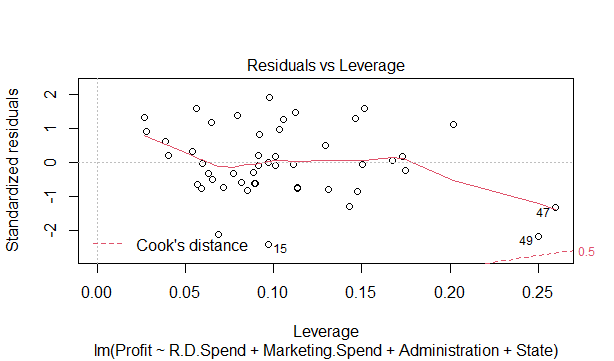 Residuals vs Leverage
Standardized residuals
2
1
0
-1
-2
47
49
15
Cook's distance
0.5
0.00 0.05 0.10 0.15 0.20 0.25
Leverage
lm(Profit ~ R.D.Spend + Marketing.Spend + Administration + State)